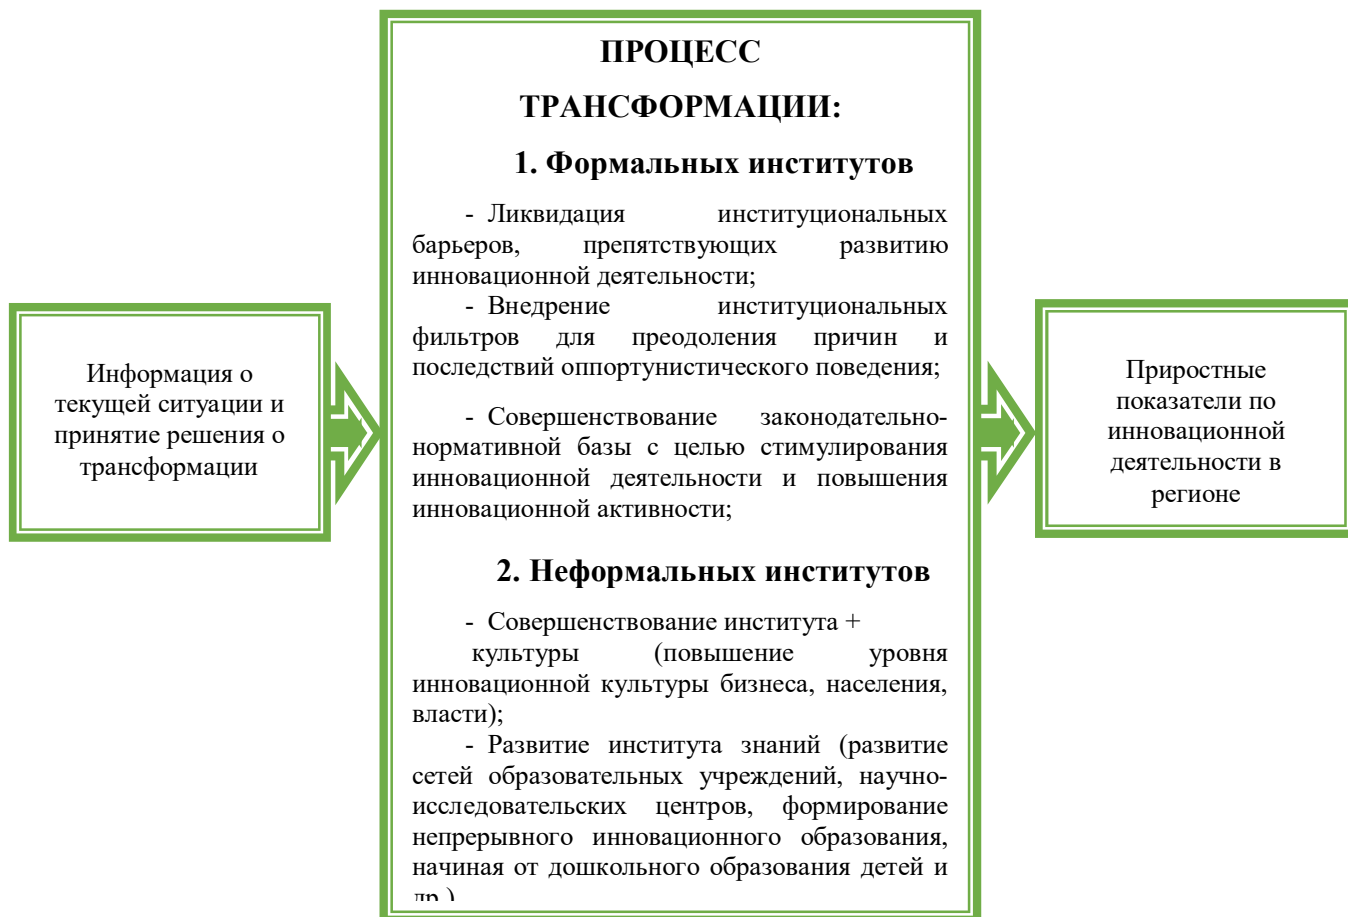 Информация о
текущей ситуации и
принятие решения о
трансформации
ПРОЦЕСС
ТРАНСФОРМАЦИИ:
1. Формальных институтов
- Ликвидация институциональных
барьеров, препятствующих развитию
инновационной деятельности;
- Внедрение институциональных
фильтров для преодоления причин и
последствий оппортунистического поведения;
- Совершенствование законодательно-
нормативной базы с целью стимулирования
инновационной деятельности и повышения
инновационной активности;
2. Неформальных институтов
- Совершенствование института +
культуры (повышение уровня
инновационной культуры бизнеса, населения,
власти);
- Развитие института знаний (развитие
сетей образовательных учреждений, научно-
исследовательских центров, формирование
непрерывного инновационного образования,
начиная от дошкольного образования детей и
др.)
Приростные
показатели по
инновационной
деятельности в
регионе